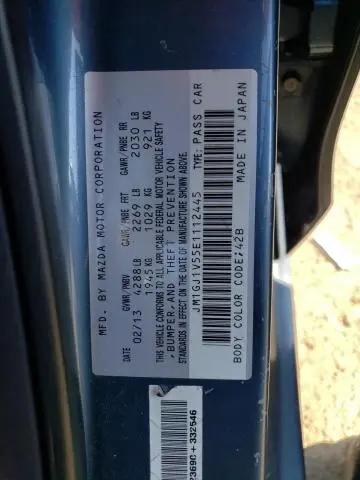 MFD. BY MAZDA MOTOR CORPORATION
DATE GVWR/PNBV GAWR/PNBE FRT GAWR/PNBE RR
02/13 4288 LB 2269 LB 2030 LB
1945 KG 1029 KG 921 KG
THIS VEHICLE CONFORMS TO ALL APPLICABLE FEDERAL MOTOR VEHICLE SAFETY
,BUMPER,AND THEFT PREVENTION
STANDARDS IN EFFECT ON THE DATE OF MANUFACTURE SHOWN ABOVE.
JM1GJ1V55E1112445 TYPE: PASS CAR
BODY COLOR CODE;42B MADE IN JAPAN
23690 + 332546